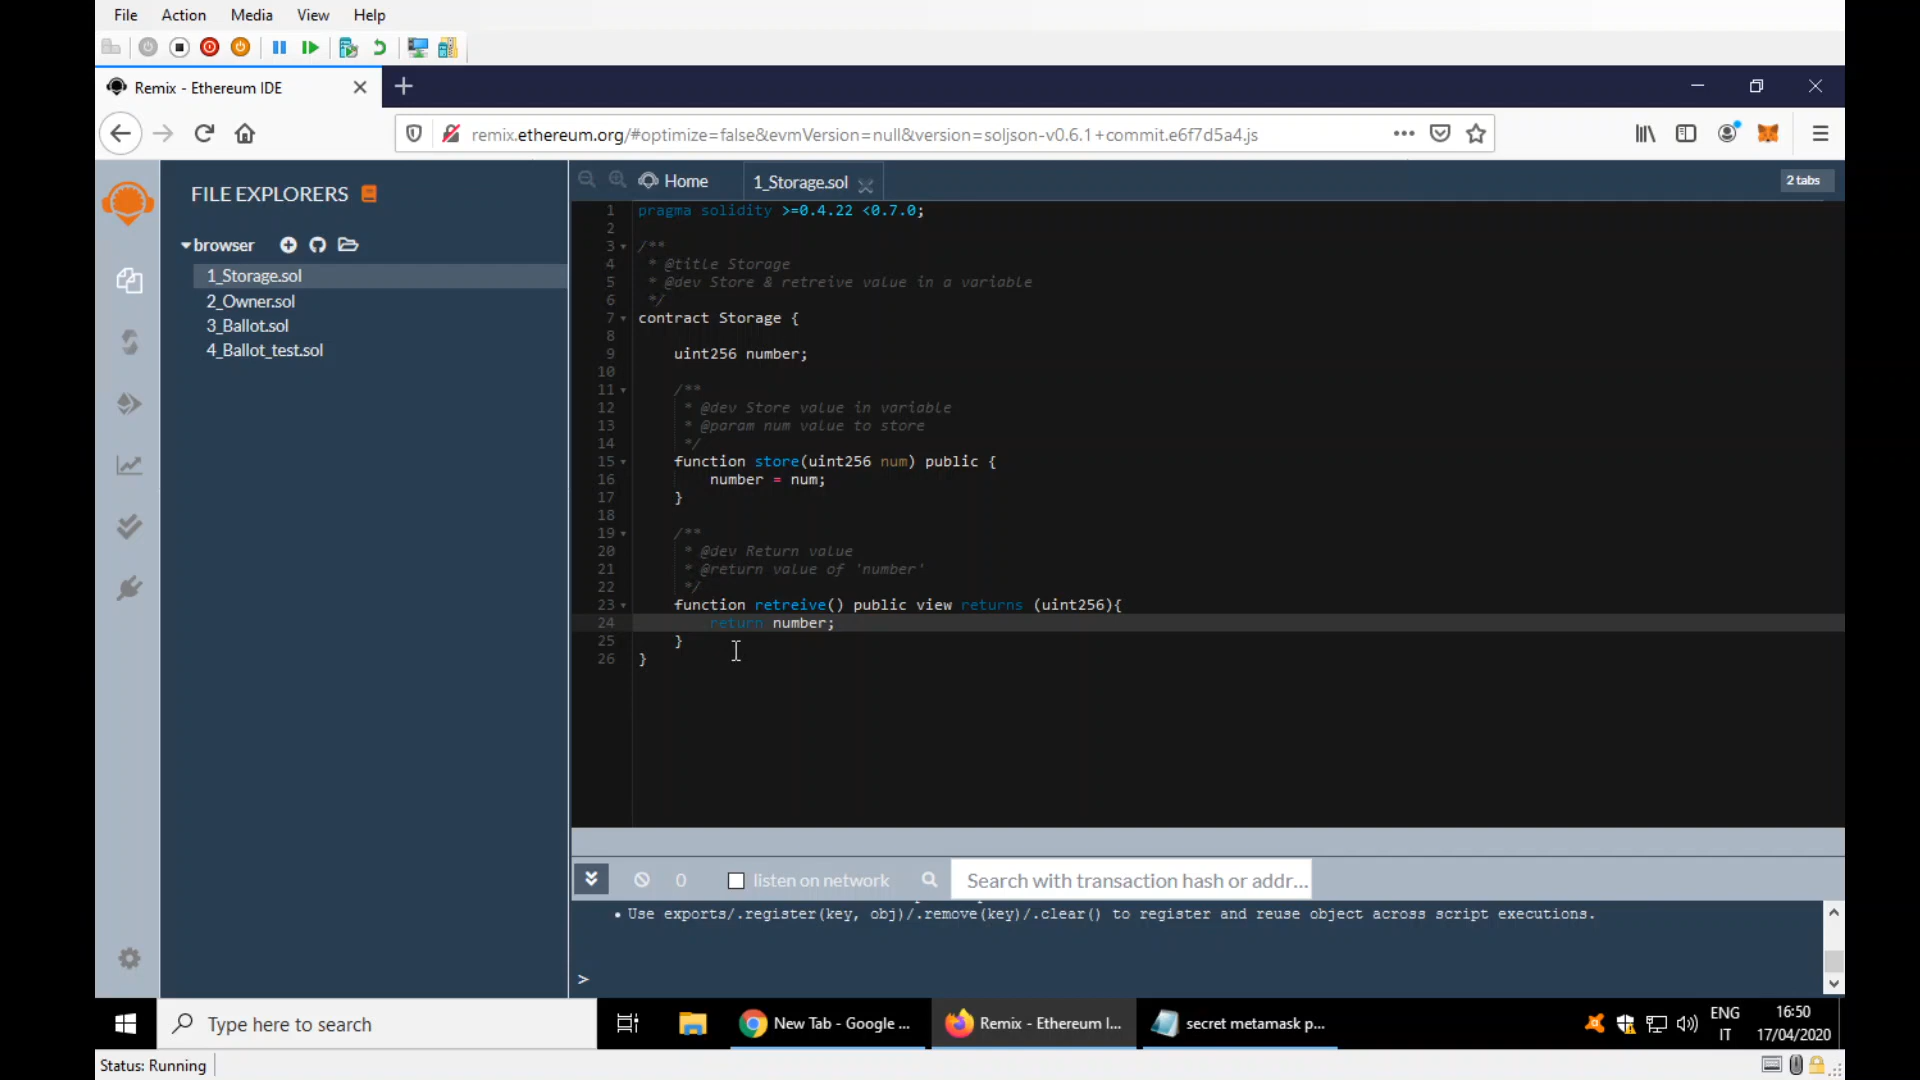 File Action Media View Help
Remix - Ethereum IDE
remix.ethereum.org/#optimize=false&evmVersion=null&version=soljson-v0.6.1+commit.e6f7d5a4.js
FILE EXPLORERS
browser
1_Storage.sol
2_Owner.sol
3_Ballot.sol
4_Ballot_test.sol
Home 1_Storage.sol 2 tabs
1 pragma solidity >=0.4.22 <0.7.0;
2
3 /**
4 * @title Storage
5 * @dev Store & retreive value in a variable
6 */
7 contract Storage {
8
9 uint256 number;
10
11 /**
12 * @dev Store value in variable
13 * @param num value to store
14 */
15 function store(uint256 num) public {
16 number = num;
17 }
18
19 /**
20 * @dev Return value
21 * @return value of 'number'
22 */
23 function retreive() public view returns (uint256){
24 return number;
25 }
26 }
0 listen on network Search with transaction hash or addr...
• Use exports/.register(key, obj)/.remove(key)/.clear() to register and reuse object across script executions.
>
Type here to search
New Tab - Google ...
Remix - Ethereum I...
secret metamask p...
ENG
IT
16:50
17/04/2020
Status: Running